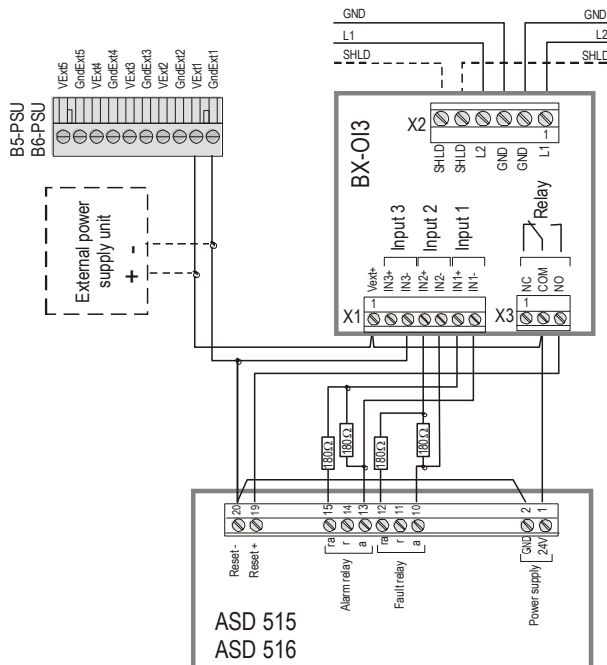 GND
L1
SHLD
GND
L2
SHLD
VExt5
GndExt5
VExt4
GndExt4
VExt3
GndExt3
VExt2
GndExt2
VExt1
GndExt1
B5-PSU
B6-PSU
External power
supply unit
+ -
BX-OI3
X2
1
SHLD
SHLD
L2
GND
GND
L1
Input 3
Input 2
Input 1
Relay
Vext+
IN3+
IN3-
IN2+
IN2-
IN1+
IN1-
NC
COM
NO
X1
1
X3
1
180Ω
180Ω
180Ω
180Ω
20
19
15
14
13
12
11
10
2
1
Reset -
Reset +
ra
r
a
ra
r
a
GND
24V
Alarm relay
Fault relay
Power supply
ASD 515
ASD 516